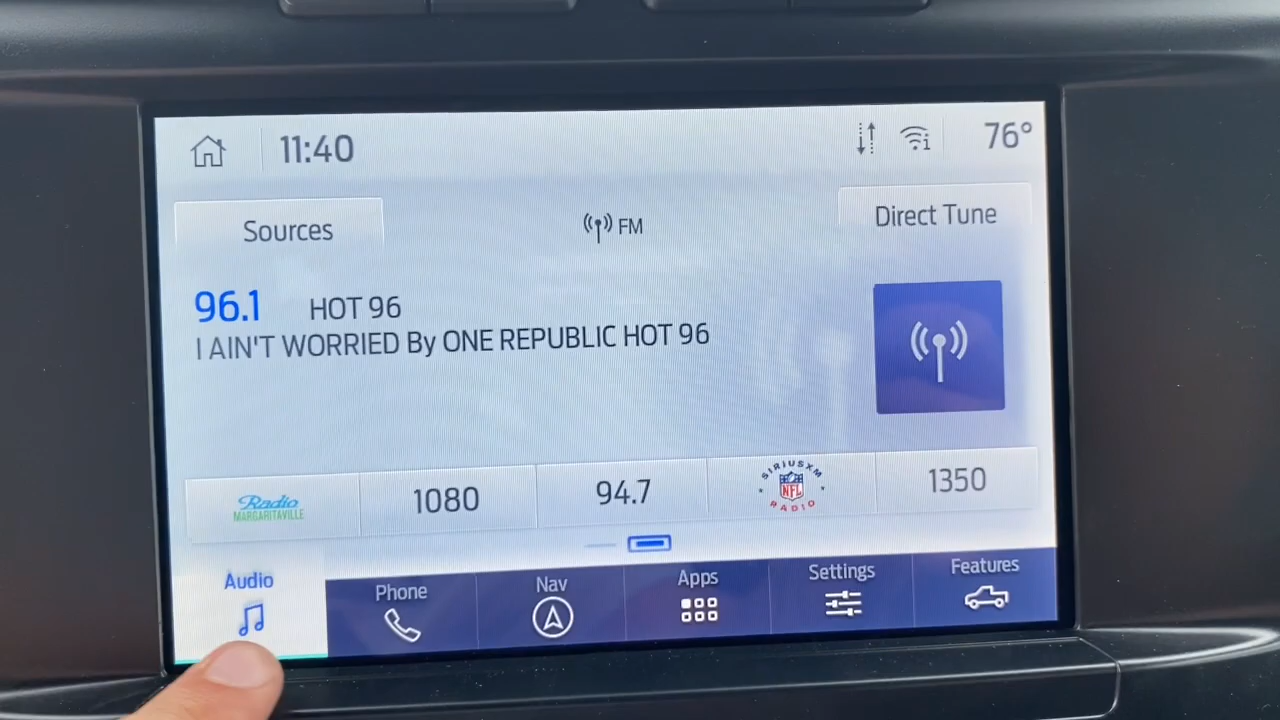 11:40
76°
Sources
FM
Direct Tune
96.1 HOT 96
I AIN'T WORRIED By ONE REPUBLIC HOT 96
Radio
MARGARITAVILLE
1080
94.7
SIRIUSXM
NFL
RADIO
1350
Audio
Phone
Nav
Apps
Settings
Features